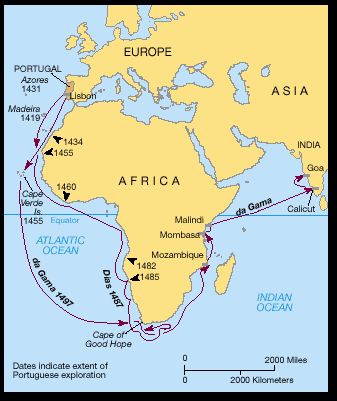 EUROPE
PORTUGAL
Azores
1431
ASIA
Lisbon
Madeira
1419
1434
1455
INDIA
Goa
AFRICA
1460
Cape
Verde
Is.
1455
da Gama
Calicut
Equator
Malindi
Mombasa
ATLANTIC
OCEAN
Mozambique
da Gama 1497
Dias 1487
1482
1485
INDIAN
OCEAN
Cape of
Good Hope
Dates indicate extent of
Portuguese exploration
0 2000 Miles
0 2000 Kilometers